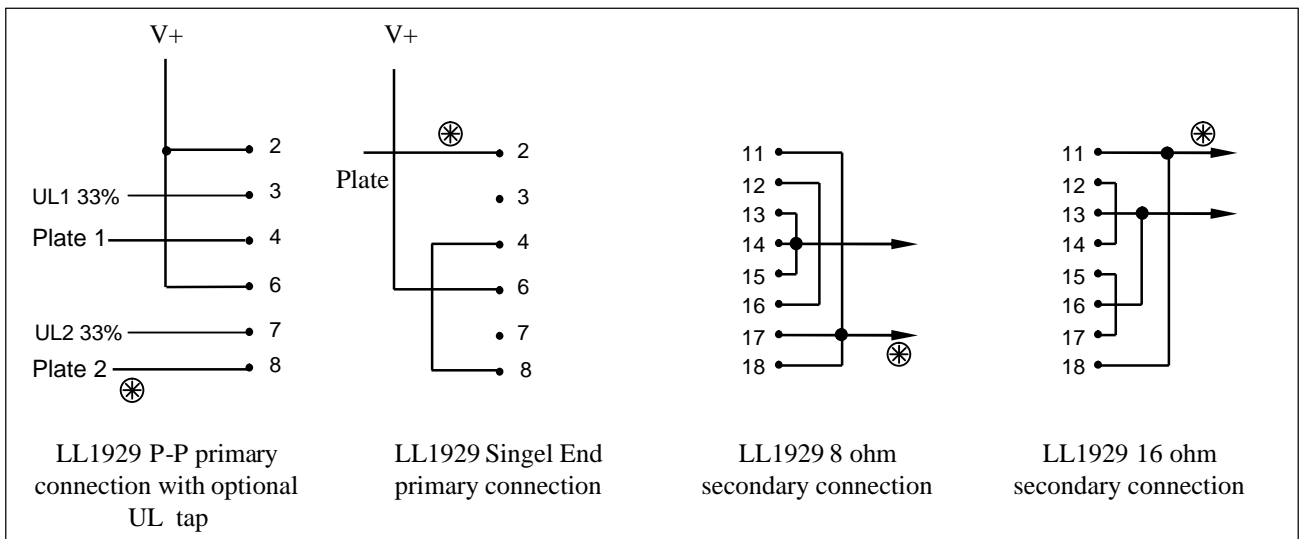 V+
2
UL1 33%
3
Plate 1
4
6
UL2 33%
7
Plate 2
8
LL1929 P-P primary
connection with optional
UL tap
V+
2
Plate
3
4
6
7
8
LL1929 Singel End
primary connection
11
12
13
14
15
16
17
18
LL1929 8 ohm
secondary connection
11
12
13
14
15
16
17
18
LL1929 16 ohm
secondary connection